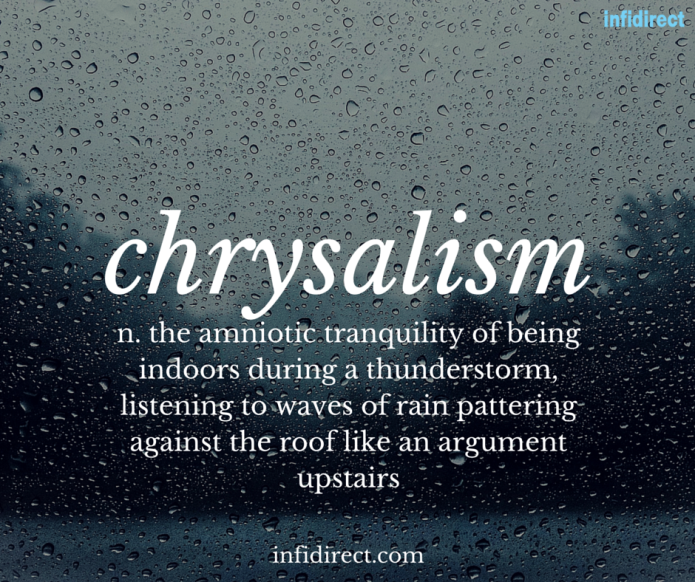 infidirect
chrysalism
n. the amniotic tranquility of being
indoors during a thunderstorm,
listening to waves of rain pattering
against the roof like an argument
upstairs
infidirect.com